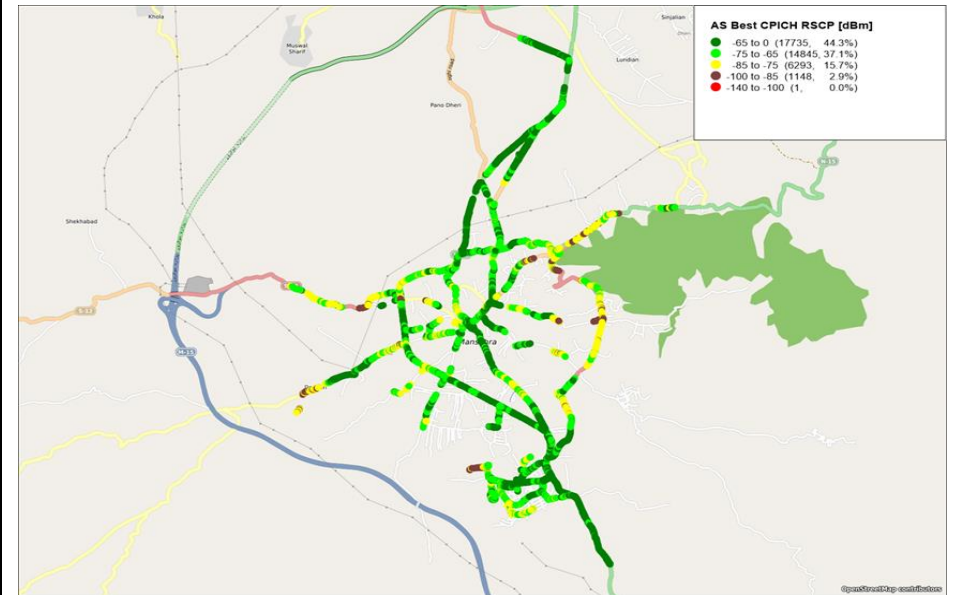 AS Best CPICH RSCP [dBm]
-65 to 0 (17735, 44.3%)
-75 to -65 (14845, 37.1%)
-85 to -75 (6293, 15.7%)
-100 to -85 (1148, 2.9%)
-140 to -100 (1, 0.0%)
Khola
Sinjalian
Muswal
Sharif
Lundian
Pano Dheri
N-15
Shekhabad
S-12
M-15
OpenStreetMap contributors